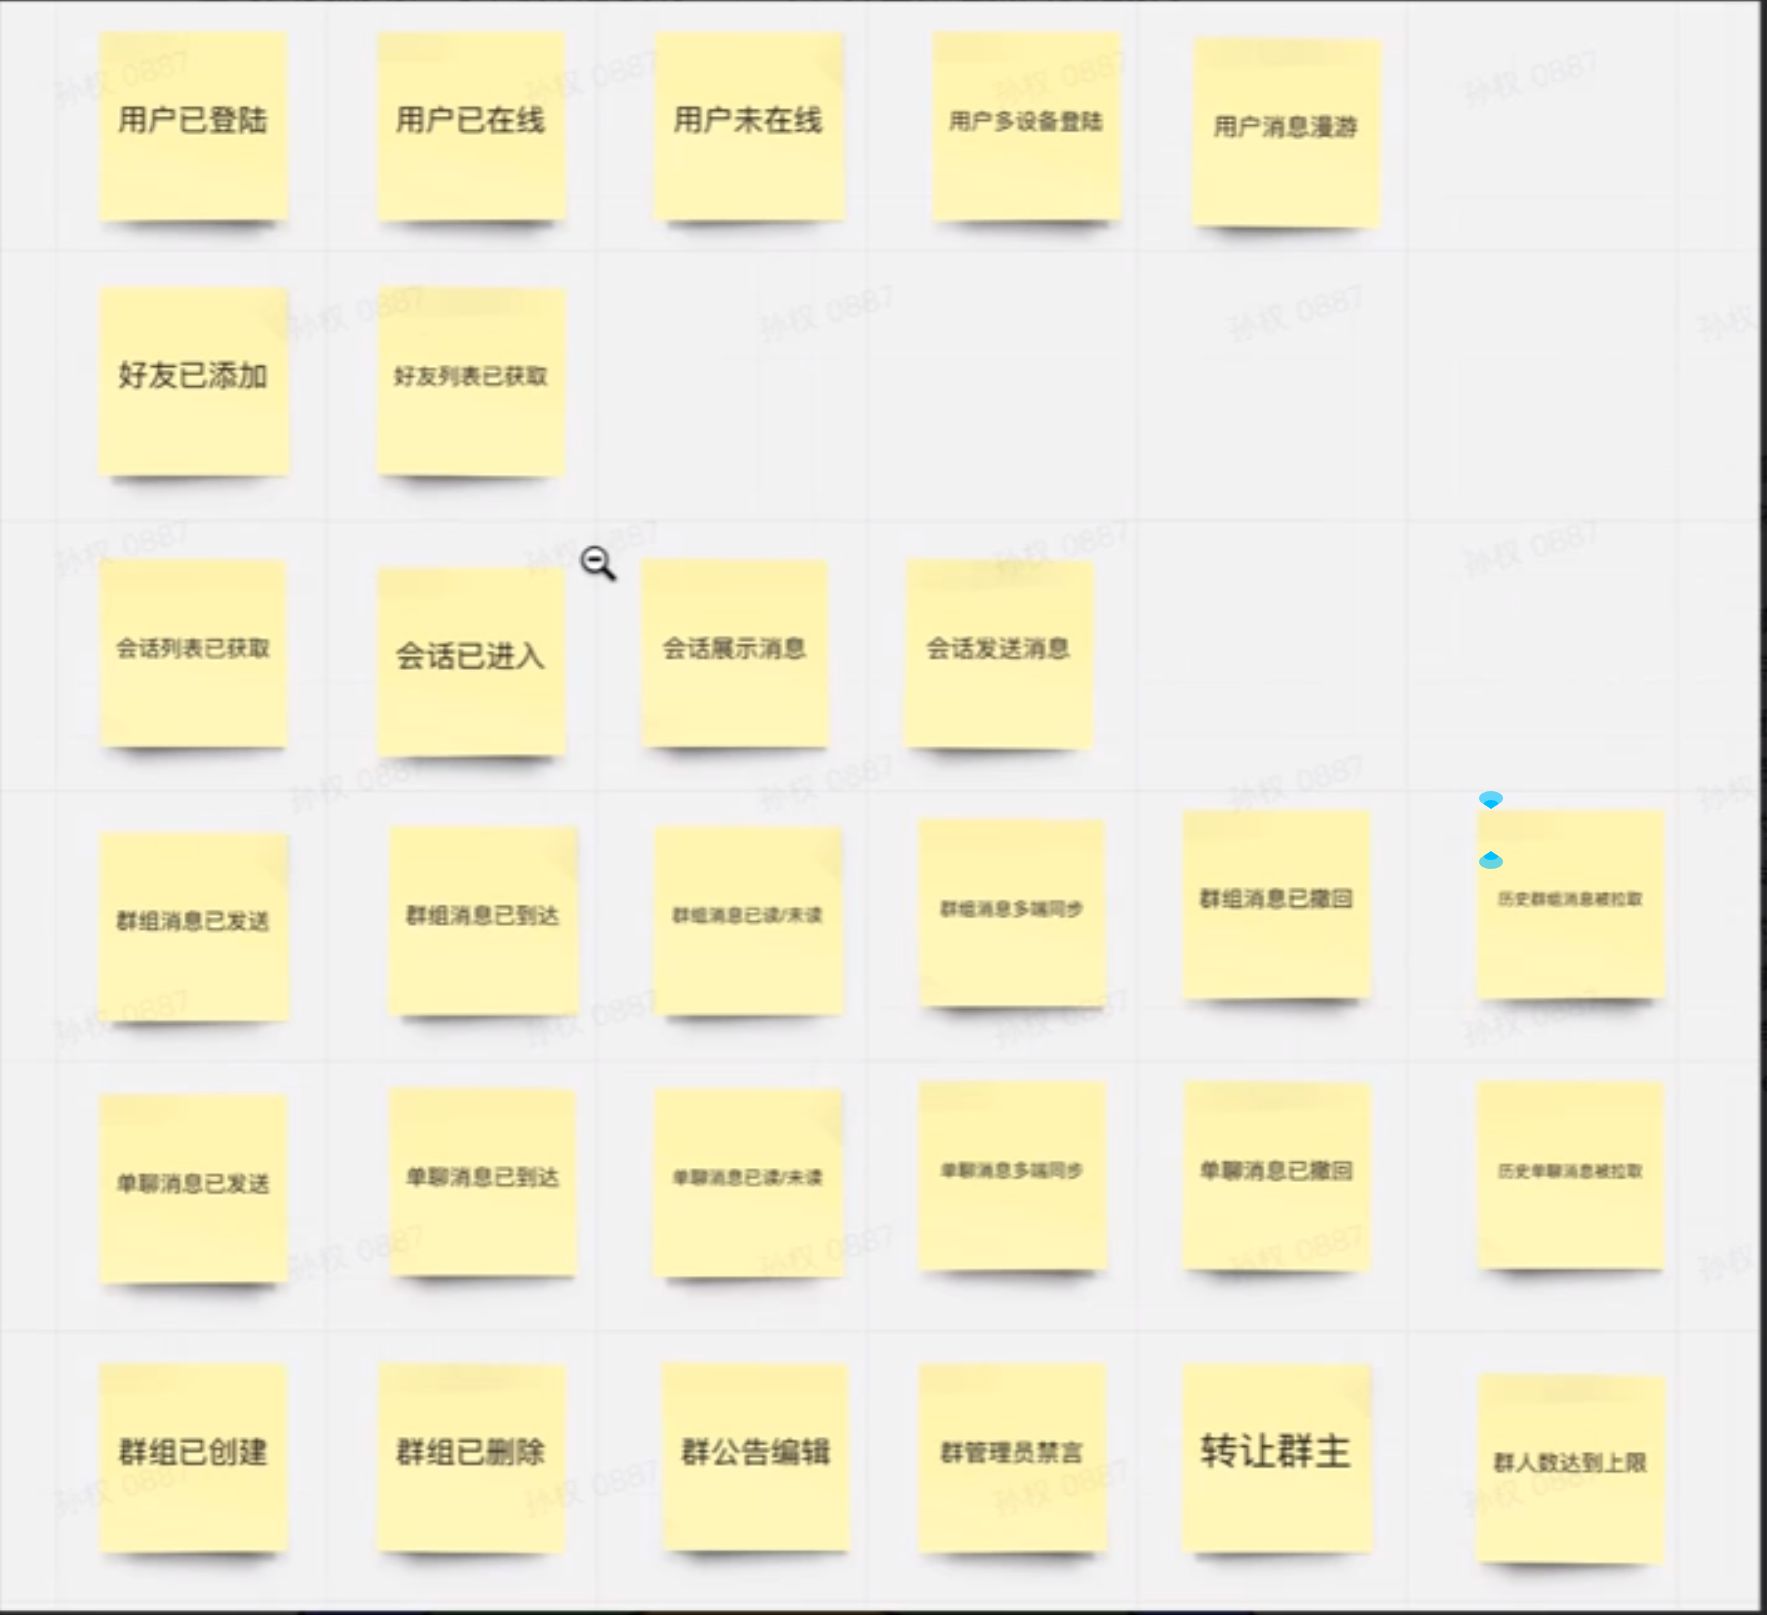 用户已登陆
用户已在线
用户未在线
用户多设备登陆
用户消息漫游
好友已添加
好友列表已获取
会话列表已获取
会话已进入
会话展示消息
会话发送消息
群组消息已发送
群组消息已到达
群组消息已读/未读
群组消息多端同步
群组消息已撤回
历史群组消息被拉取
单聊消息已发送
单聊消息已到达
单聊消息已读/未读
单聊消息多端同步
单聊消息已撤回
历史单聊消息被拉取
群组已创建
群组已删除
群公告编辑
群管理员禁言
转让群主
群人数达到上限
孙权 0887